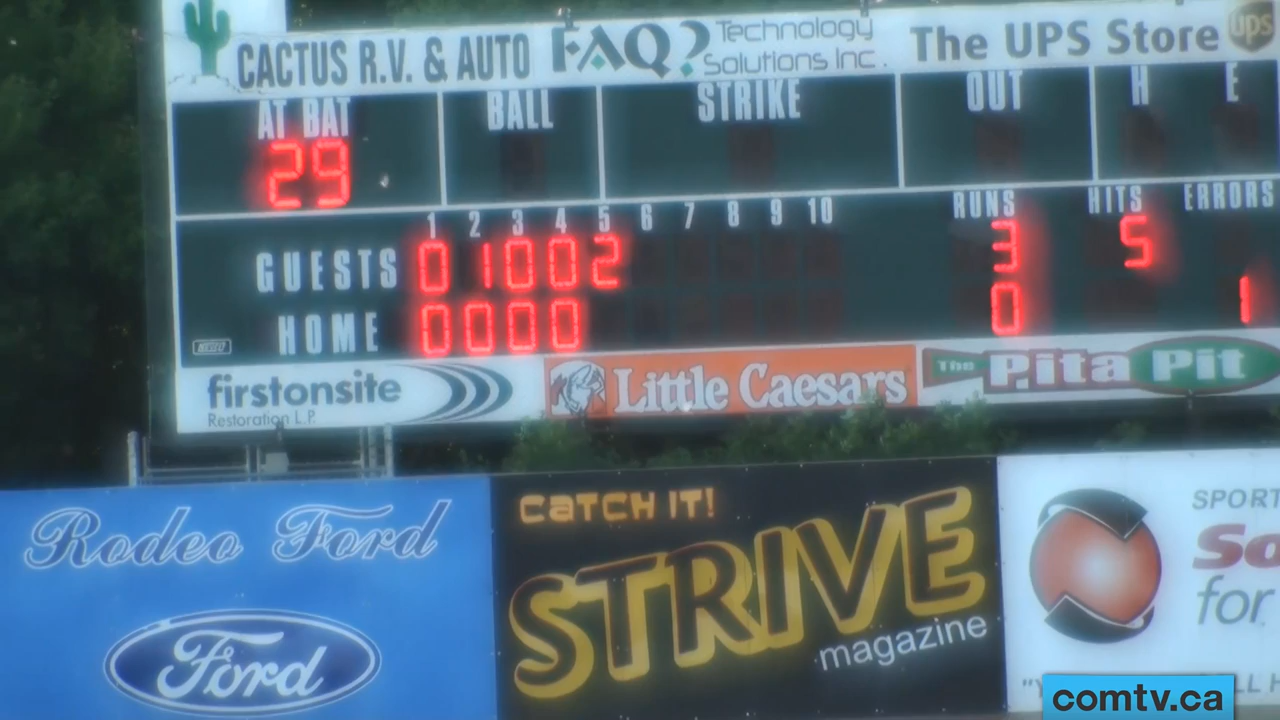 CACTUS R.V. & AUTO
FAQ? Technology Solutions Inc.
The UPS Store
ups
AT BAT BALL STRIKE OUT H E
29
1 2 3 4 5 6 7 8 9 10 RUNS HITS ERRORS
GUESTS 0 1 0 0 2 3 5
HOME 0 0 0 0 0 1
firstonsite
Restoration L.P.
Little Caesars
The Pita Pit
Rodeo Ford
Ford
CATCH IT!
STRIVE
magazine
SPORT
So
for
comtv.ca